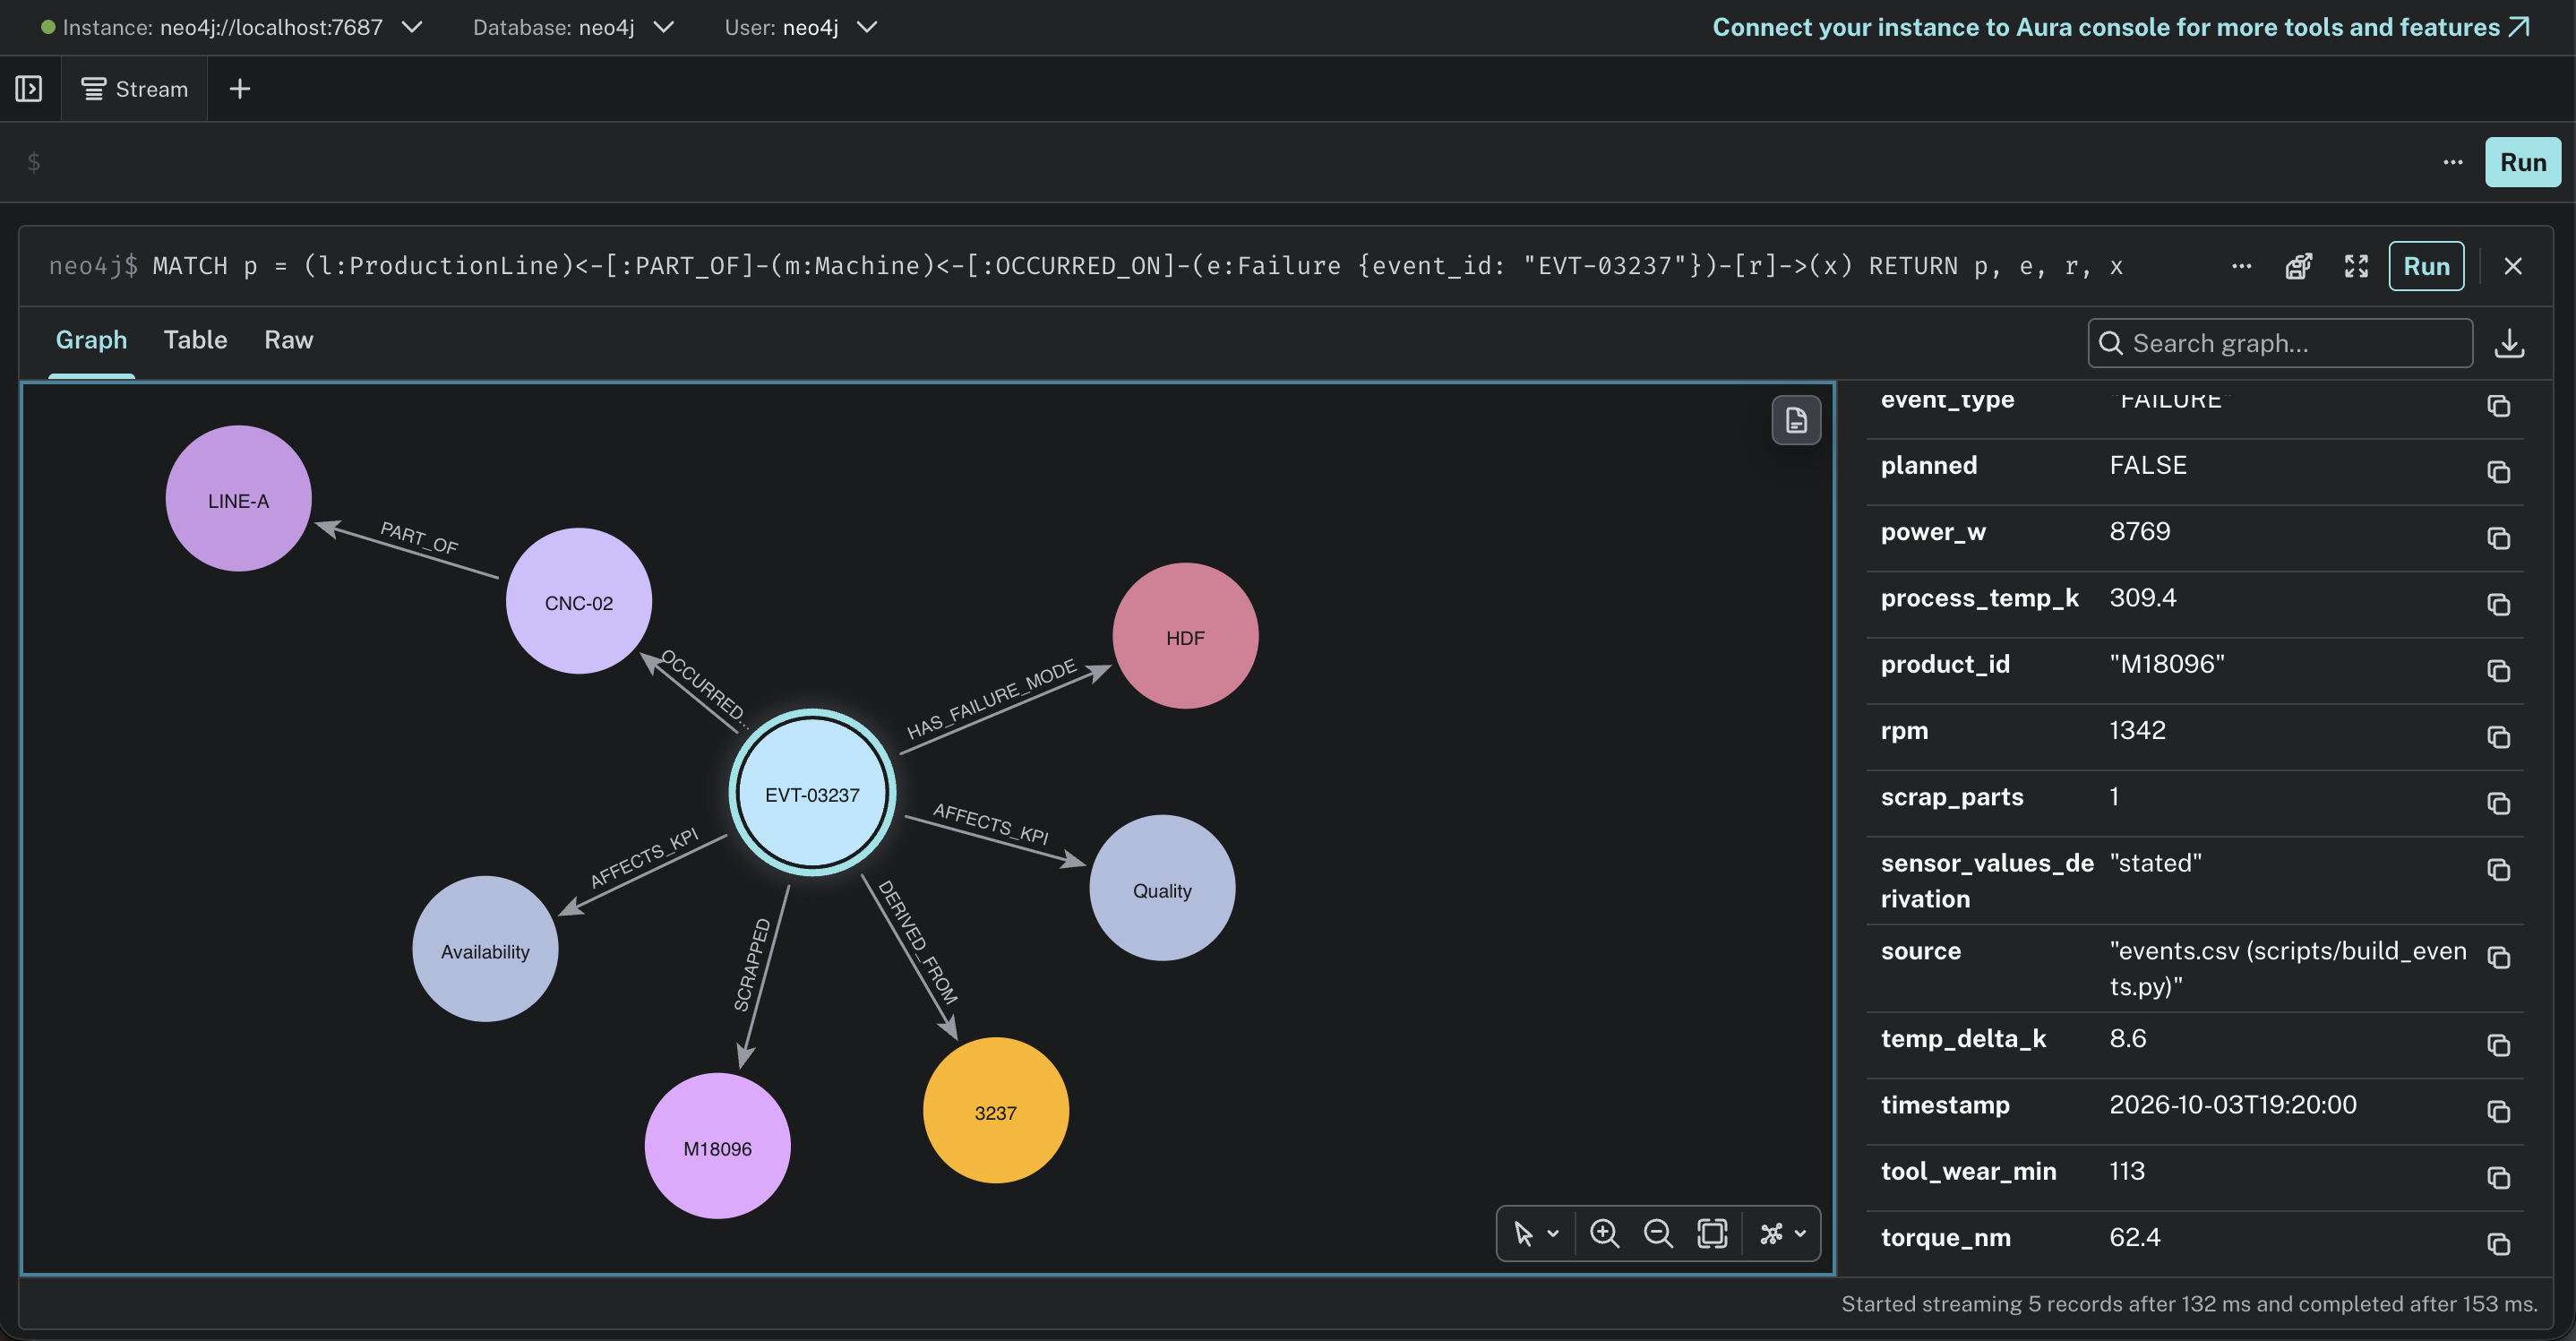 Instance: neo4j://localhost:7687 Database: neo4j User: neo4j Connect your instance to Aura console for more tools and features
Stream
$ ... Run
neo4j$ MATCH p = (l:ProductionLine)<-[:PART_OF]-(m:Machine)<-[:OCCURRED_ON]-(e:Failure {event_id: "EVT-03237"})-[r]->(x) RETURN p, e, r, x ... Run
Graph Table Raw Search graph...
LINE-A
PART_OF
CNC-02
OCCURRED...
HAS_FAILURE_MODE
HDF
EVT-03237
AFFECTS_KPI
Quality
AFFECTS_KPI
Availability
SCRAPPED
DERIVED_FROM
M18096
3237
event_type "FAILURE"
planned FALSE
power_w 8769
process_temp_k 309.4
product_id "M18096"
rpm 1342
scrap_parts 1
sensor_values_de "stated"
rivation
source "events.csv (scripts/build_even
ts.py)"
temp_delta_k 8.6
timestamp 2026-10-03T19:20:00
tool_wear_min 113
torque_nm 62.4
Started streaming 5 records after 132 ms and completed after 153 ms.